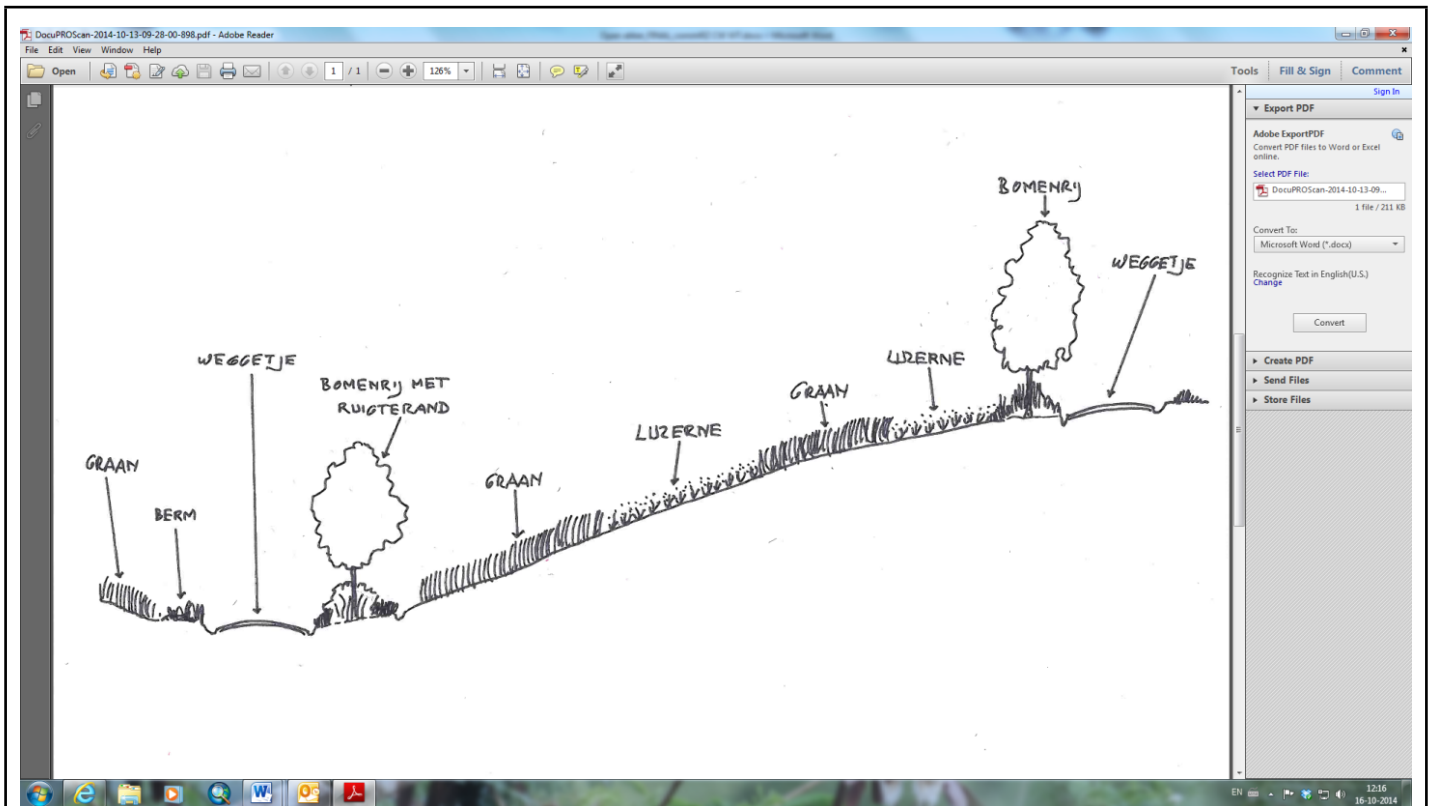 DocuPROScan-2014-10-13-09-28-00-898.pdf - Adobe Reader
File Edit View Window Help
Open 1 / 1 126% Tools Fill & Sign Comment
Sign In
Export PDF
Adobe ExportPDF
Convert PDF files to Word or Excel
online.
Select PDF File:
DocuPROScan-2014-10-13-09...
1 file / 211 KB
Convert To:
Microsoft Word (*.docx)
Recognize Text in English(U.S.)
Change
Convert
Create PDF
Send Files
Store Files
BOMENRIJ
WEGGETJE
LUZERNE
GRAAN
WEGGETJE
BOMENRIJ MET
RUIGTERAND
LUZERNE
GRAAN
GRAAN
BERM
EN
12:16
16-10-2014